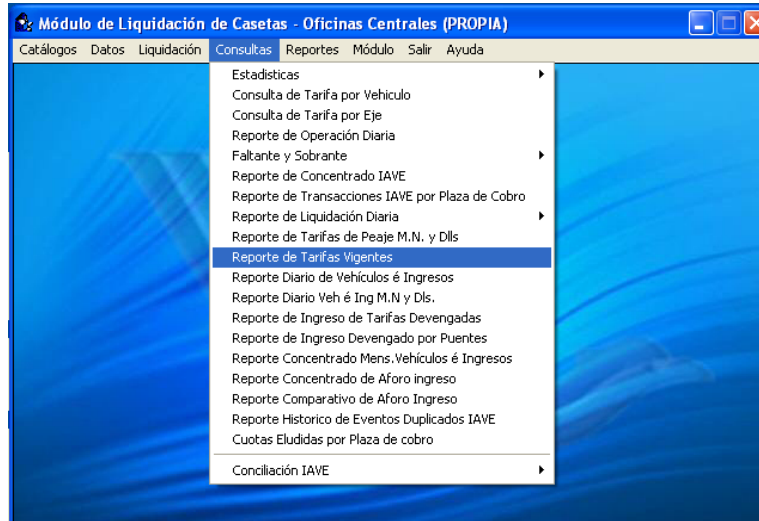 Módulo de Liquidación de Casetas - Oficinas Centrales (PROPIA)
Catálogos Datos Liquidación Consultas Reportes Módulo Salir Ayuda
Estadisticas
Consulta de Tarifa por Vehiculo
Consulta de Tarifa por Eje
Reporte de Operación Diaria
Faltante y Sobrante
Reporte de Concentrado IAVE
Reporte de Transacciones IAVE por Plaza de Cobro
Reporte de Liquidación Diaria
Reporte de Tarifas de Peaje M.N. y Dlls
Reporte de Tarifas Vigentes
Reporte Diario de Vehículos é Ingresos
Reporte Diario Veh é Ing M.N y Dls.
Reporte de Ingreso de Tarifas Devengadas
Reporte de Ingreso Devengado por Puentes
Reporte Concentrado Mens.Vehículos é Ingresos
Reporte Concentrado de Aforo ingreso
Reporte Comparativo de Aforo Ingreso
Reporte Historico de Eventos Duplicados IAVE
Cuotas Eludidas por Plaza de cobro
Conciliación IAVE